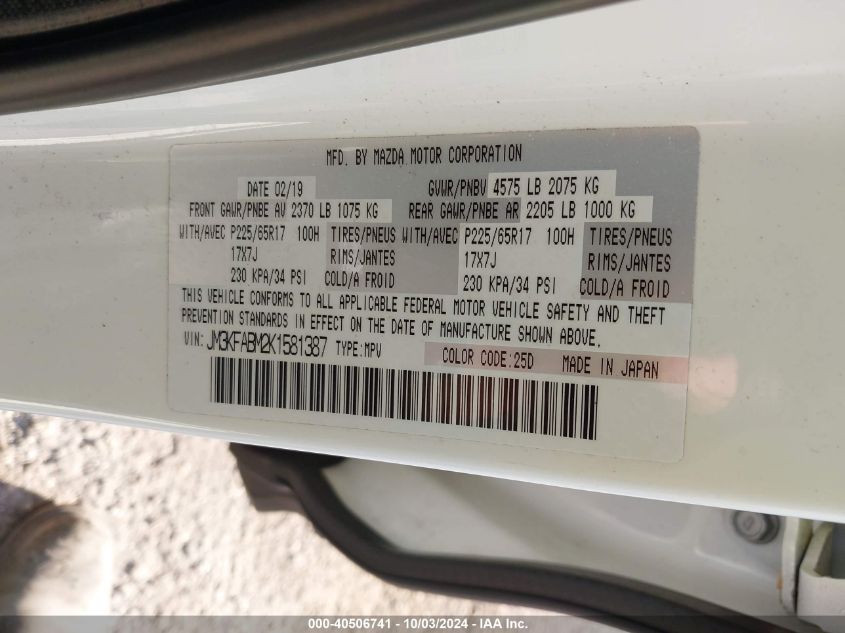 MFD. BY MAZDA MOTOR CORPORATION
DATE 02/19 GVWR/PNBV 4575 LB 2075 KG
FRONT GAWR/PNBE AV 2370 LB 1075 KG REAR GAWR/PNBE AR 2205 LB 1000 KG
WITH/AVEC P225/65R17 100H TIRES/PNEUS WITH/AVEC P225/65R17 100H TIRES/PNEUS
17X7J RIMS/JANTES 17X7J RIMS/JANTES
230 KPA/34 PSI COLD/A FROID 230 KPA/34 PSI COLD/A FROID
THIS VEHICLE CONFORMS TO ALL APPLICABLE FEDERAL MOTOR VEHICLE SAFETY AND THEFT
PREVENTION STANDARDS IN EFFECT ON THE DATE OF MANUFACTURE SHOWN ABOVE.
VIN: JM3KFABM2K1581387 TYPE:MPV COLOR CODE:25D MADE IN JAPAN
000-40506741 - 10/03/2024 - IAA Inc.